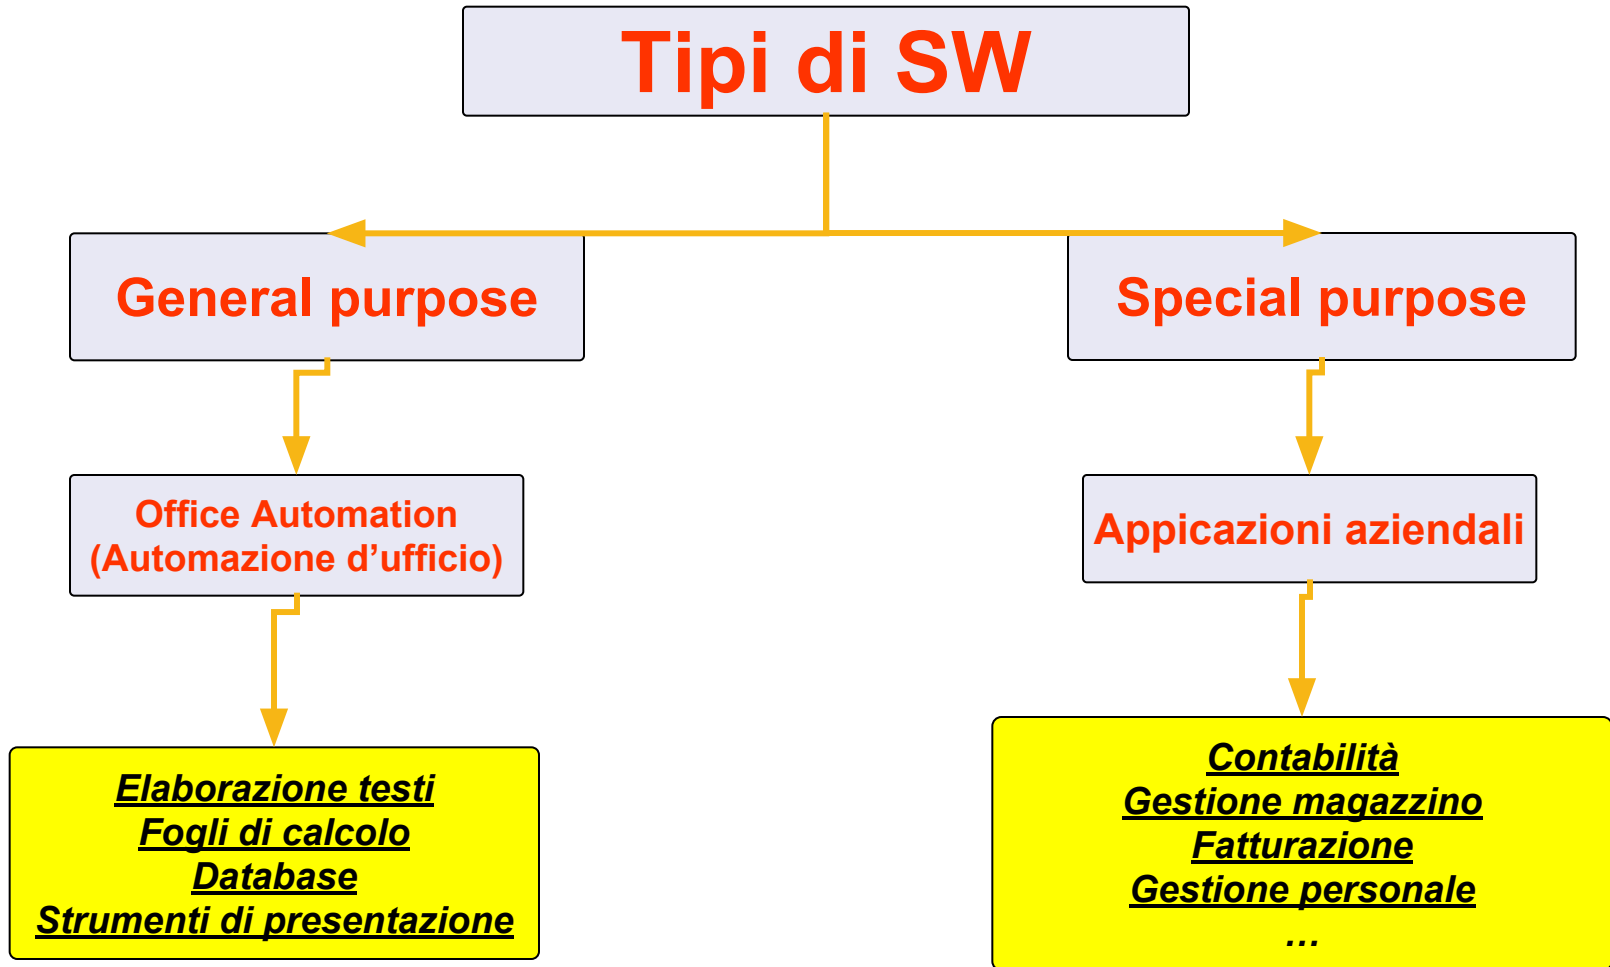 Tipi di SW
General purpose
Special purpose
Office Automation
(Automazione d’ufficio)
Appicazioni aziendali
Elaborazione testi
Fogli di calcolo
Database
Strumenti di presentazione
Contabilità
Gestione magazzino
Fatturazione
Gestione personale
…